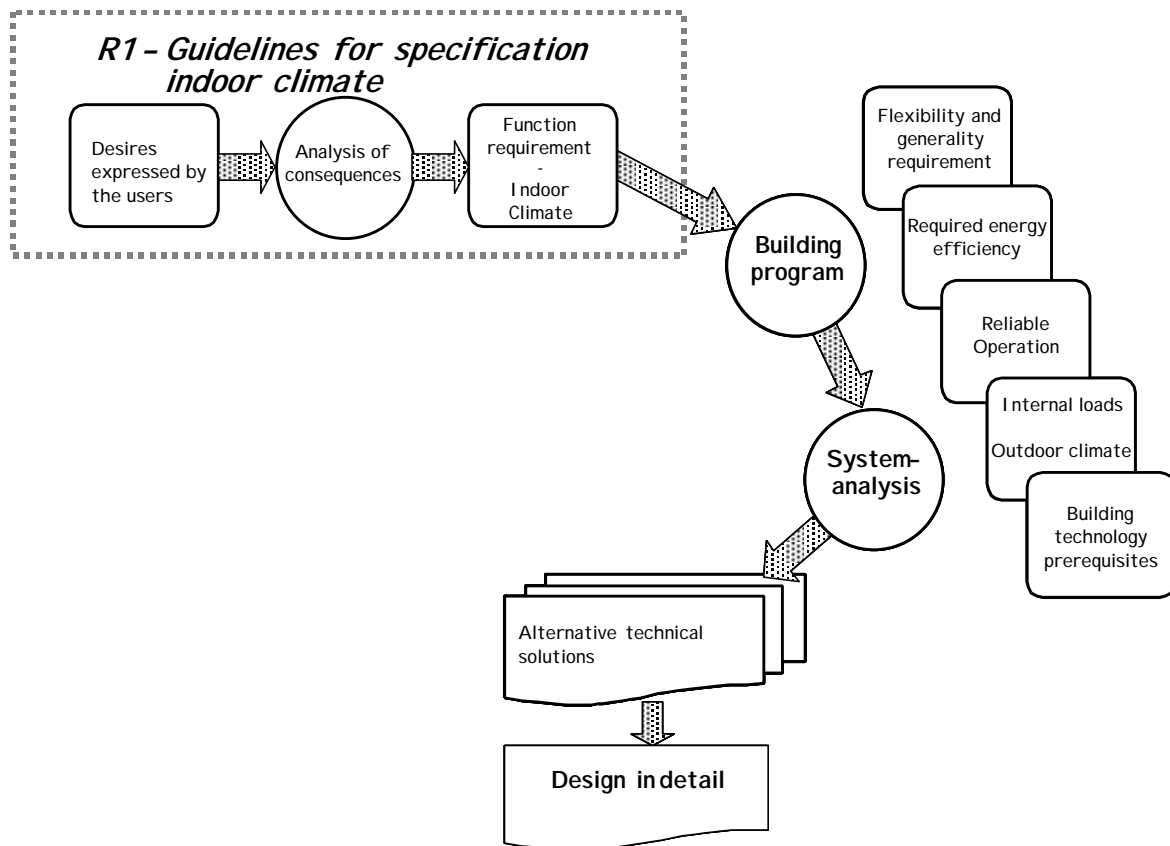 R1 – Guidelines for specification
indoor climate
Desires
expressed by
the users
Analysis of
consequences
Function
requirement
-
Indoor
Climate
Building
program
System-
analysis
Flexibility and
generality
requirement
Required energy
efficiency
Reliable
Operation
Internal loads
Outdoor climate
Building
technology
prerequisites
Alternative technical
solutions
Design in detail